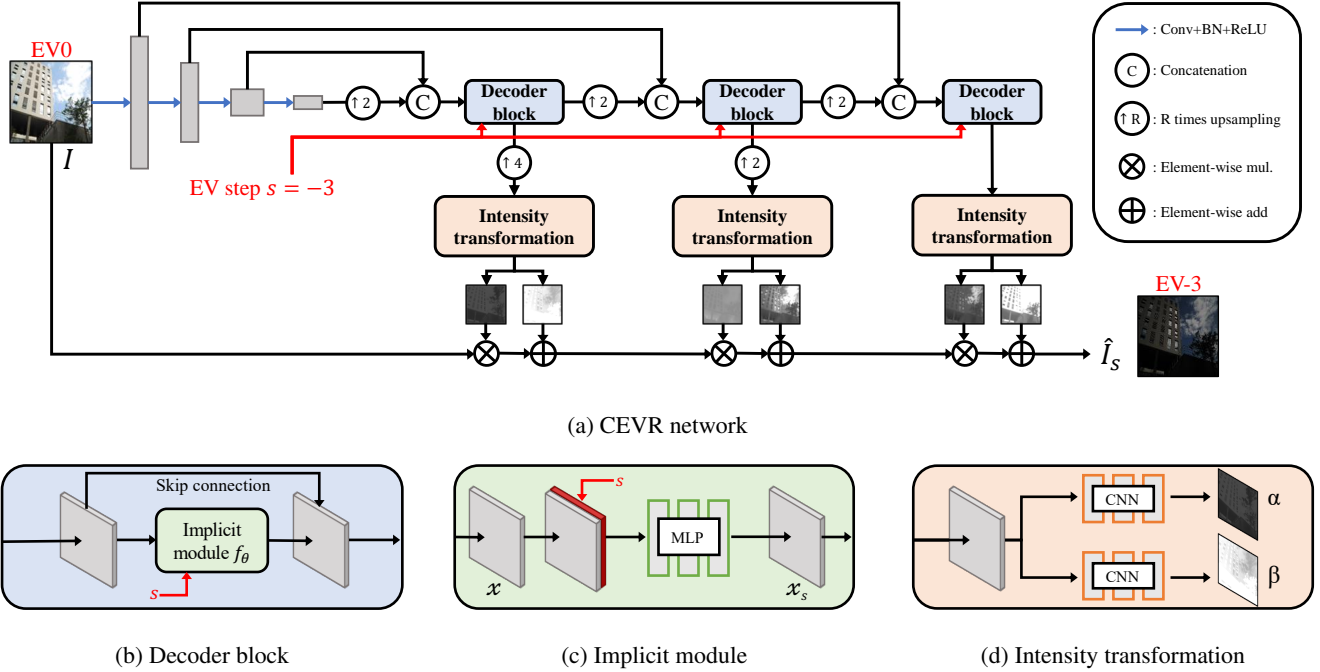 EV0
I
↑ 2
C
Decoder
block
↑ 2
C
Decoder
block
↑ 2
C
Decoder
block
EV step s = −3
↑ 4
↑ 2
Intensity
transformation
Intensity
transformation
Intensity
transformation
EV-3
Î_s
: Conv+BN+ReLU
C : Concatenation
↑ R : R times upsampling
: Element-wise mul.
: Element-wise add
(a) CEVR network
Skip connection
Implicit
module f_θ
s
(b) Decoder block
s
MLP
x
x_s
(c) Implicit module
CNN
α
CNN
β
(d) Intensity transformation